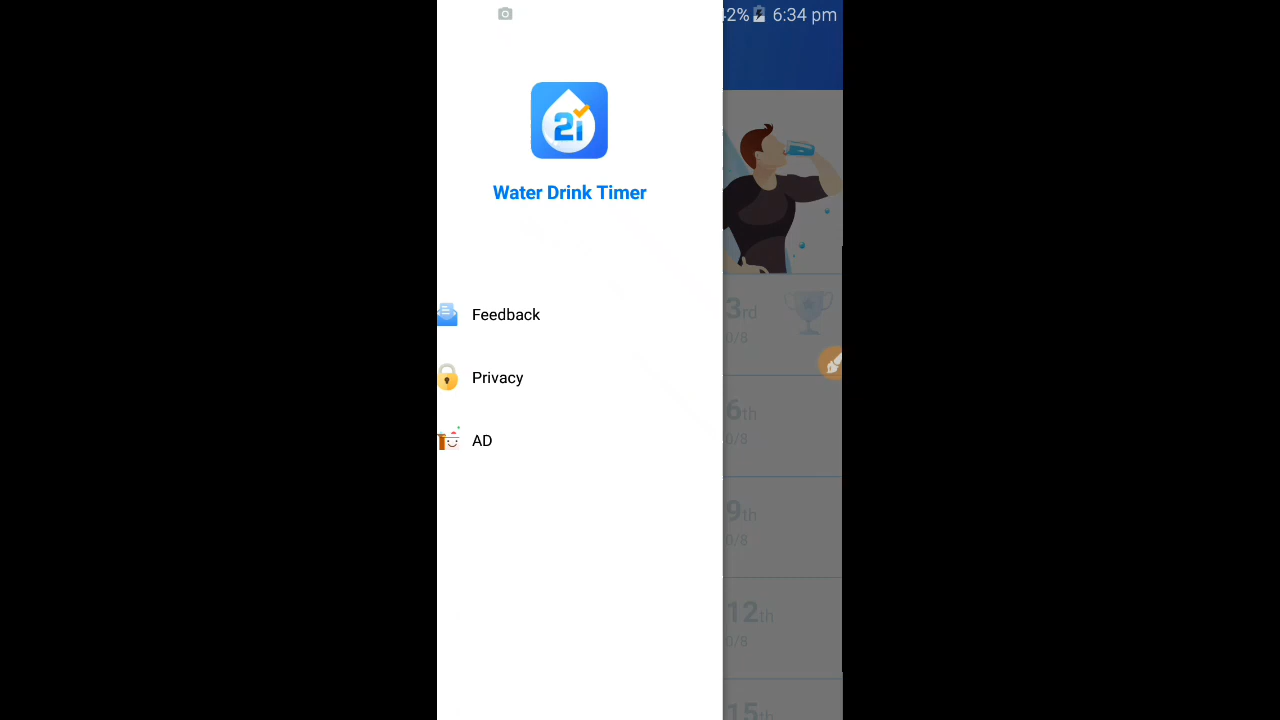 42% 6:34 pm
21
Water Drink Timer
Feedback
Privacy
AD
3rd
0/8
6th
0/8
9th
0/8
12th
0/8
15th